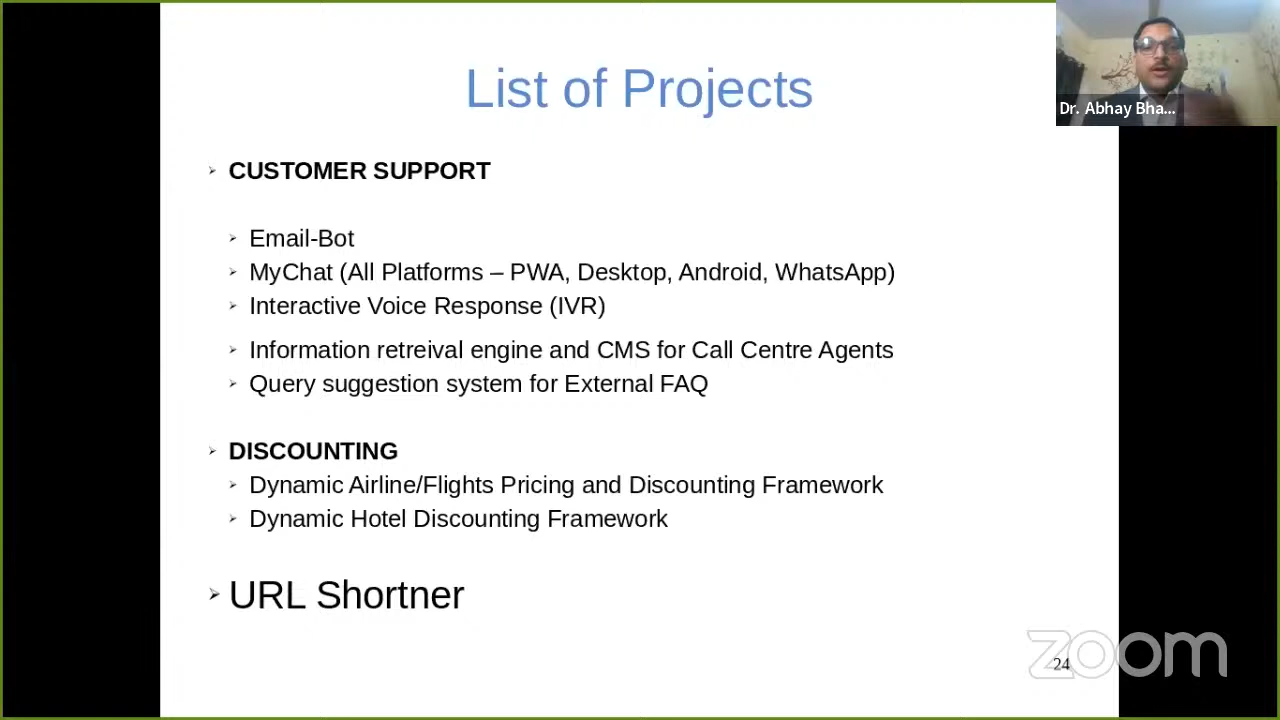 List of Projects
Dr. Abhay Bha...
CUSTOMER SUPPORT
Email-Bot
MyChat (All Platforms – PWA, Desktop, Android, WhatsApp)
Interactive Voice Response (IVR)
Information retreival engine and CMS for Call Centre Agents
Query suggestion system for External FAQ
DISCOUNTING
Dynamic Airline/Flights Pricing and Discounting Framework
Dynamic Hotel Discounting Framework
URL Shortner
zoom
24